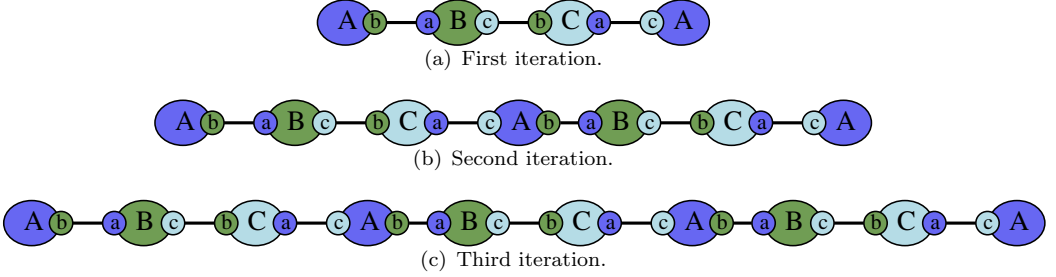 A b a B c b C a c A
(a) First iteration.
A b a B c b C a c A b a B c b C a c A
(b) Second iteration.
A b a B c b C a c A b a B c b C a c A b a B c b C a c A
(c) Third iteration.